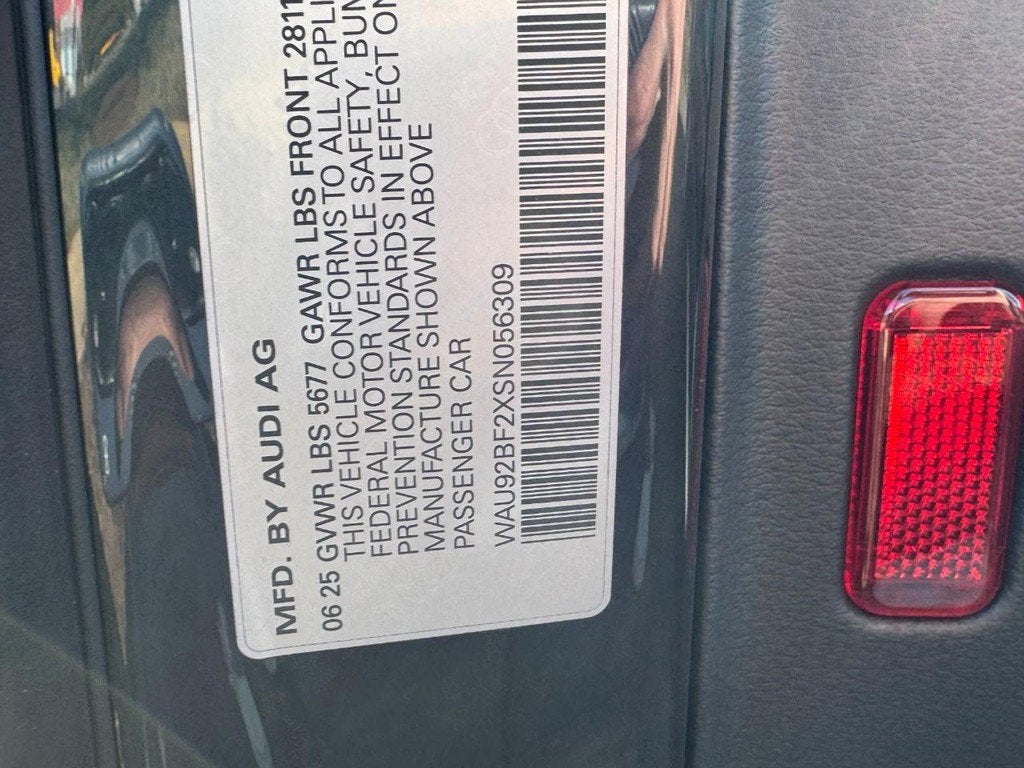 MFD. BY AUDI AG
06 25 GVWR LBS 5677 GAWR LBS FRONT 2811
THIS VEHICLE CONFORMS TO ALL APPLI
FEDERAL MOTOR VEHICLE SAFETY, BUM
PREVENTION STANDARDS IN EFFECT ON
MANUFACTURE SHOWN ABOVE
PASSENGER CAR
WAU92BF2XSN056309